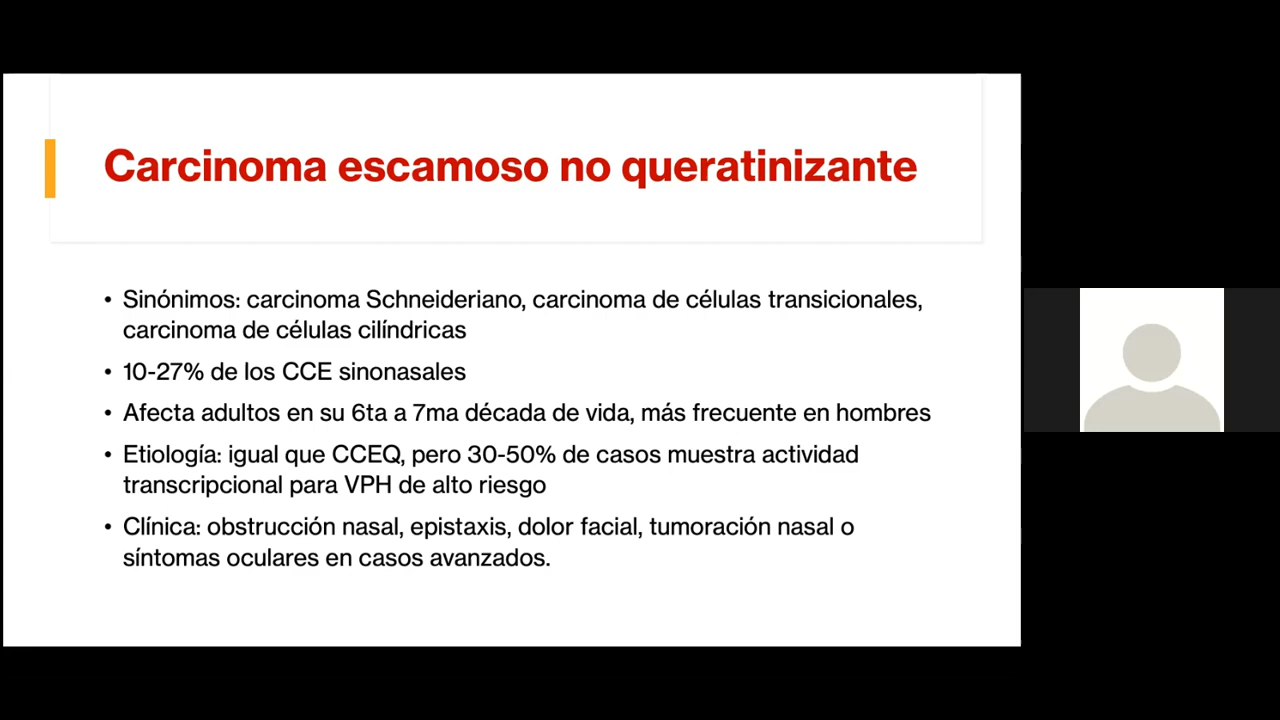 Carcinoma escamoso no queratinizante
• Sinónimos: carcinoma Schneideriano, carcinoma de células transicionales,
carcinoma de células cilíndricas
• 10-27% de los CCE sinonasales
• Afecta adultos en su 6ta a 7ma década de vida, más frecuente en hombres
• Etiología: igual que CCEQ, pero 30-50% de casos muestra actividad
transcripcional para VPH de alto riesgo
• Clínica: obstrucción nasal, epistaxis, dolor facial, tumoración nasal o
síntomas oculares en casos avanzados.